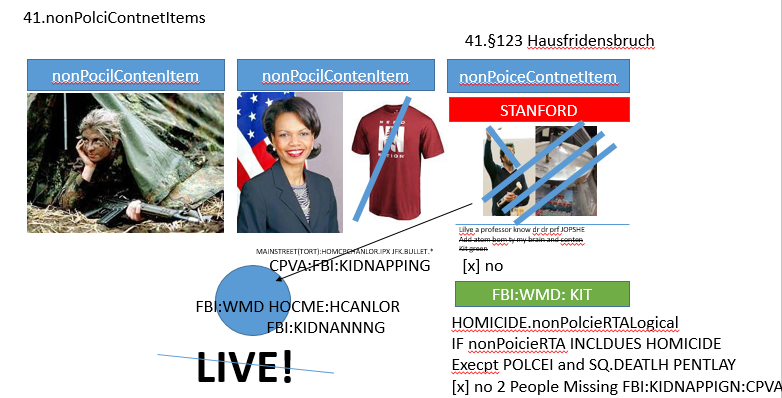 41.nonPolciContnetItems
41.§123 Hausfridensbruch
nonPocilContenItem
nonPocilContenItem
nonPoiceContnetItem
STANFORD
Lilve a professor know dr dr prf JOPSHE
Add atom bom ty my brain and conten
Kit green
MAINSTREET(TORT):HOMCPCHANLOR.IPX JFK.BULLET.*
CPVA:FBI:KIDNAPPING
[x] no
FBI:WMD: KIT
FBI:WMD HOCME:HCANLOR
FBI:KIDNANNNG
LIVE!
HOMICIDE.nonPolcieRTALogical
IF nonPoicieRTA INCLDUES HOMICIDE
Execpt POLCEI and SQ.DEATLH PENTLAY
[x] no 2 People Missing FBI:KIDNAPPIGN:CPVA